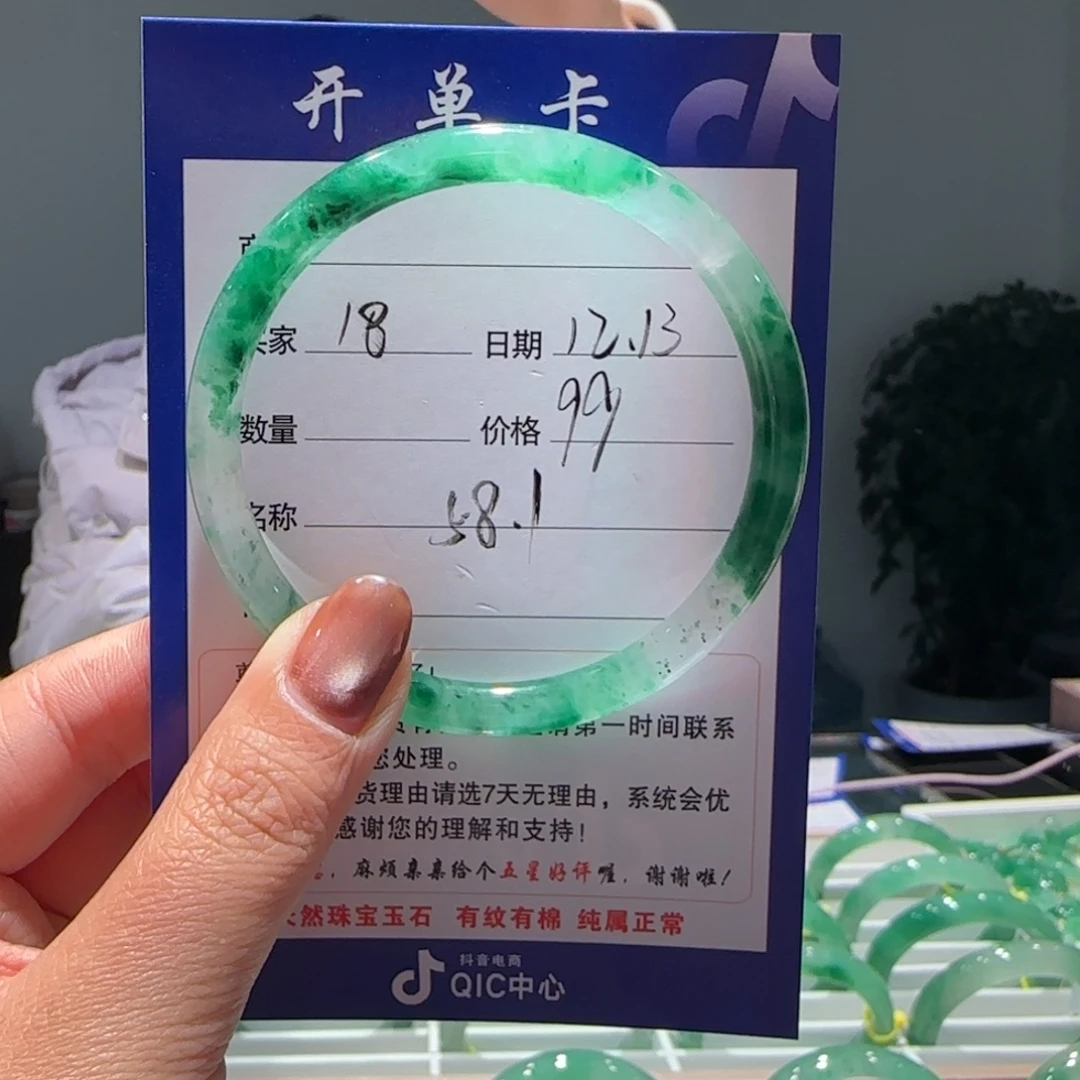 开单卡
家 18 日期 12.13
数量 价格 99
名称 58.1
第一时间联系
您处理。
货理由请选7天无理由，系统会优
感谢您的理解和支持！
，麻烦亲亲给个五星好评喔，谢谢啦！
天然珠宝玉石 有纹有棉 纯属正常
抖音电商
QIC中心